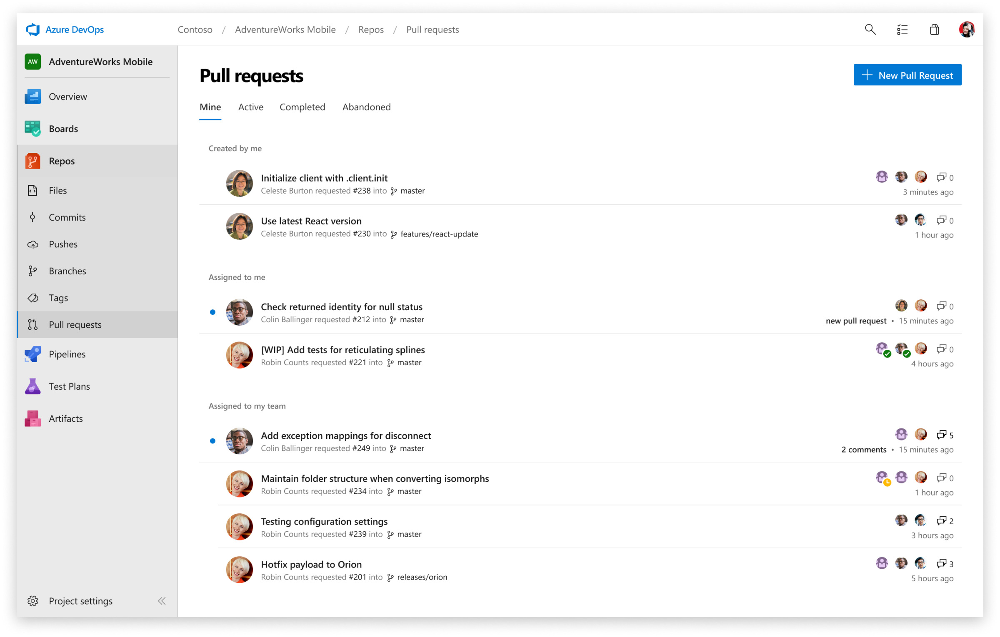 Azure DevOps
Contoso / AdventureWorks Mobile / Repos / Pull requests
AW AdventureWorks Mobile
Overview
Boards
Repos
Files
Commits
Pushes
Branches
Tags
Pull requests
Pipelines
Test Plans
Artifacts
Project settings
Pull requests
New Pull Request
Mine Active Completed Abandoned
Created by me
Initialize client with .client.init
0
Celeste Burton requested #238 into master
3 minutes ago
Use latest React version
0
Celeste Burton requested #230 into features/react-update
1 hour ago
Assigned to me
Check returned identity for null status
0
Colin Ballinger requested #212 into master
new pull request • 15 minutes ago
[WIP] Add tests for reticulating splines
0
Robin Counts requested #221 into master
4 hours ago
Assigned to my team
Add exception mappings for disconnect
5
Colin Ballinger requested #249 into master
2 comments • 15 minutes ago
Maintain folder structure when converting isomorphs
0
Robin Counts requested #234 into master
1 hour ago
Testing configuration settings
2
Robin Counts requested #239 into master
3 hours ago
Hotfix payload to Orion
3
Robin Counts requested #201 into releases/orion
5 hours ago